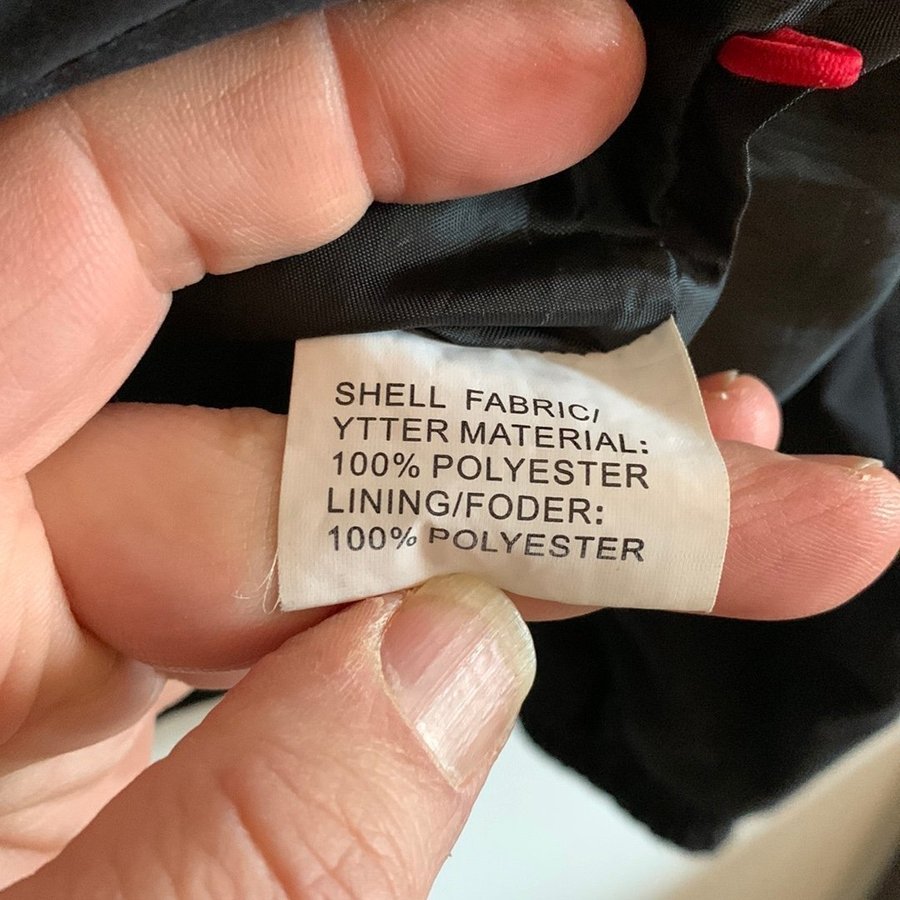 SHELL FABRIC/
YTTER MATERIAL:
100% POLYESTER
LINING/FODER:
100% POLYESTER